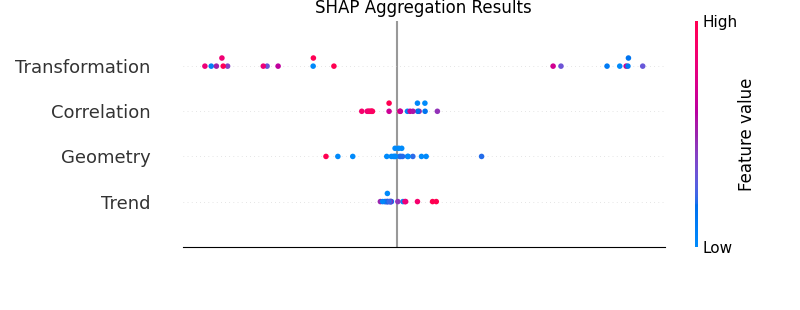 SHAP Aggregation Results
High
Transformation
Correlation
Geometry
Trend
Feature value
Low